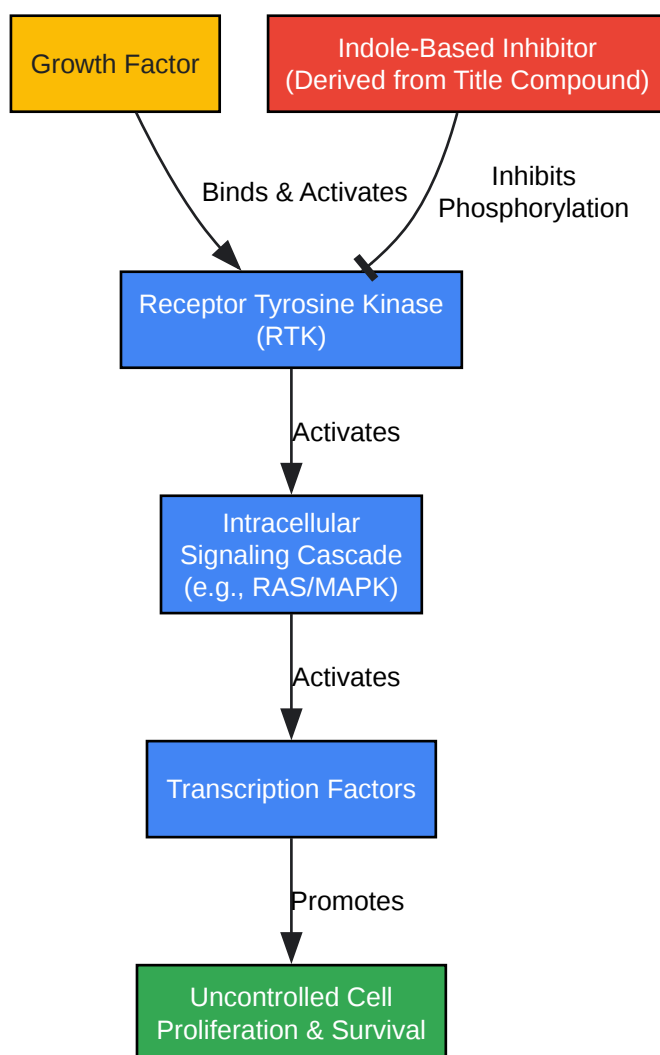 Growth Factor
Indole-Based Inhibitor
(Derived from Title Compound)
Binds & Activates
Inhibits
Phosphorylation
Receptor Tyrosine Kinase
(RTK)
Activates
Intracellular
Signaling Cascade
(e.g., RAS/MAPK)
Activates
Transcription Factors
Promotes
Uncontrolled Cell
Proliferation & Survival